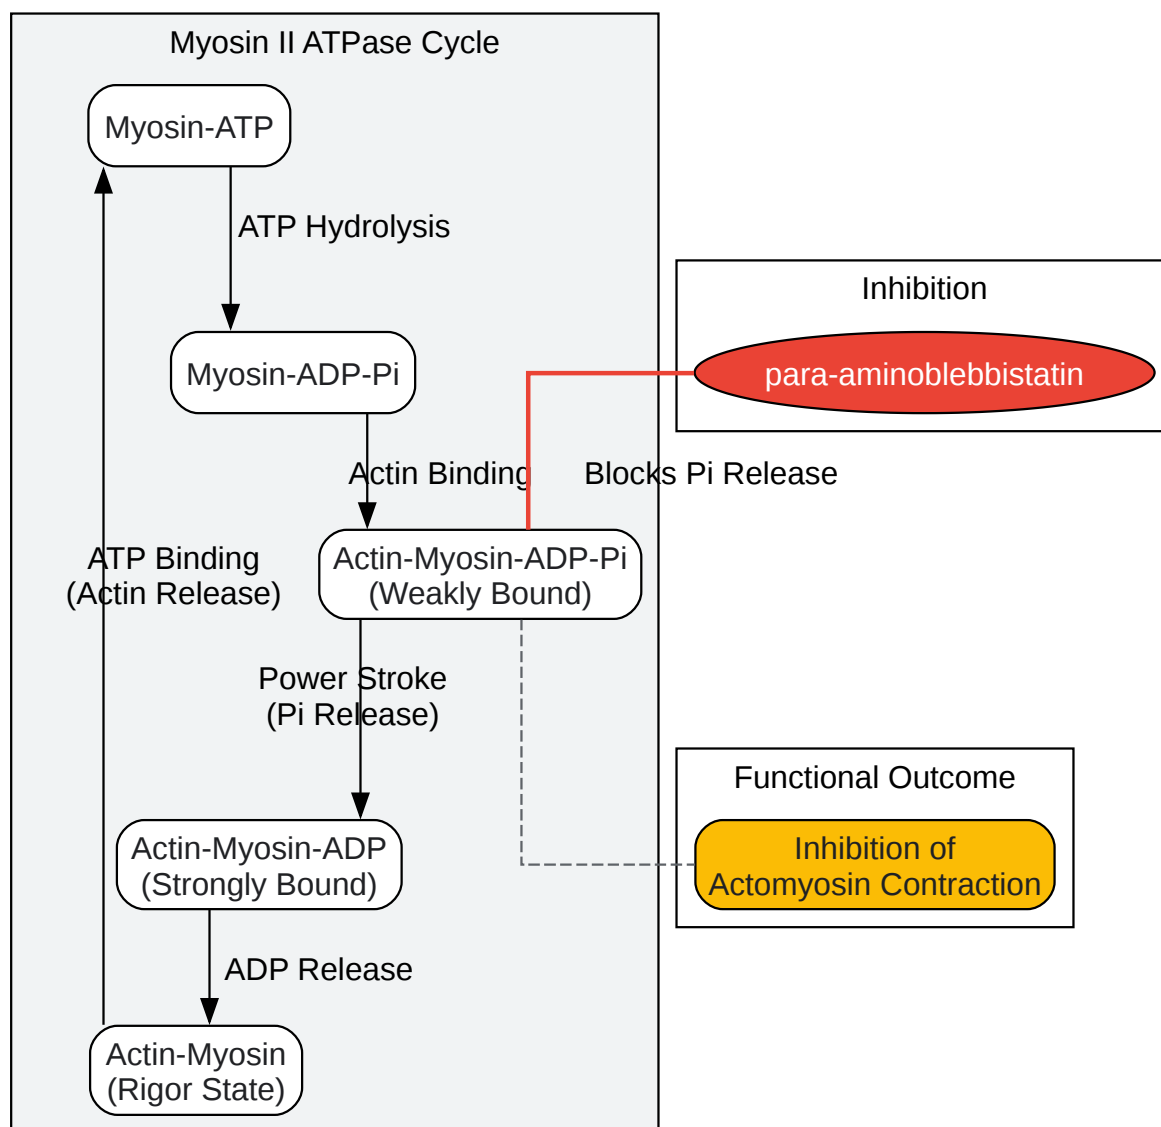 Myosin II ATPase Cycle
Myosin-ATP
ATP Hydrolysis
Inhibition
Myosin-ADP-Pi
para-aminoblebbistatin
Actin Binding
Blocks Pi Release
ATP Binding
(Actin Release)
Actin-Myosin-ADP-Pi
(Weakly Bound)
Power Stroke
(Pi Release)
Functional Outcome
Actin-Myosin-ADP
(Strongly Bound)
Inhibition of
Actomyosin Contraction
ADP Release
Actin-Myosin
(Rigor State)